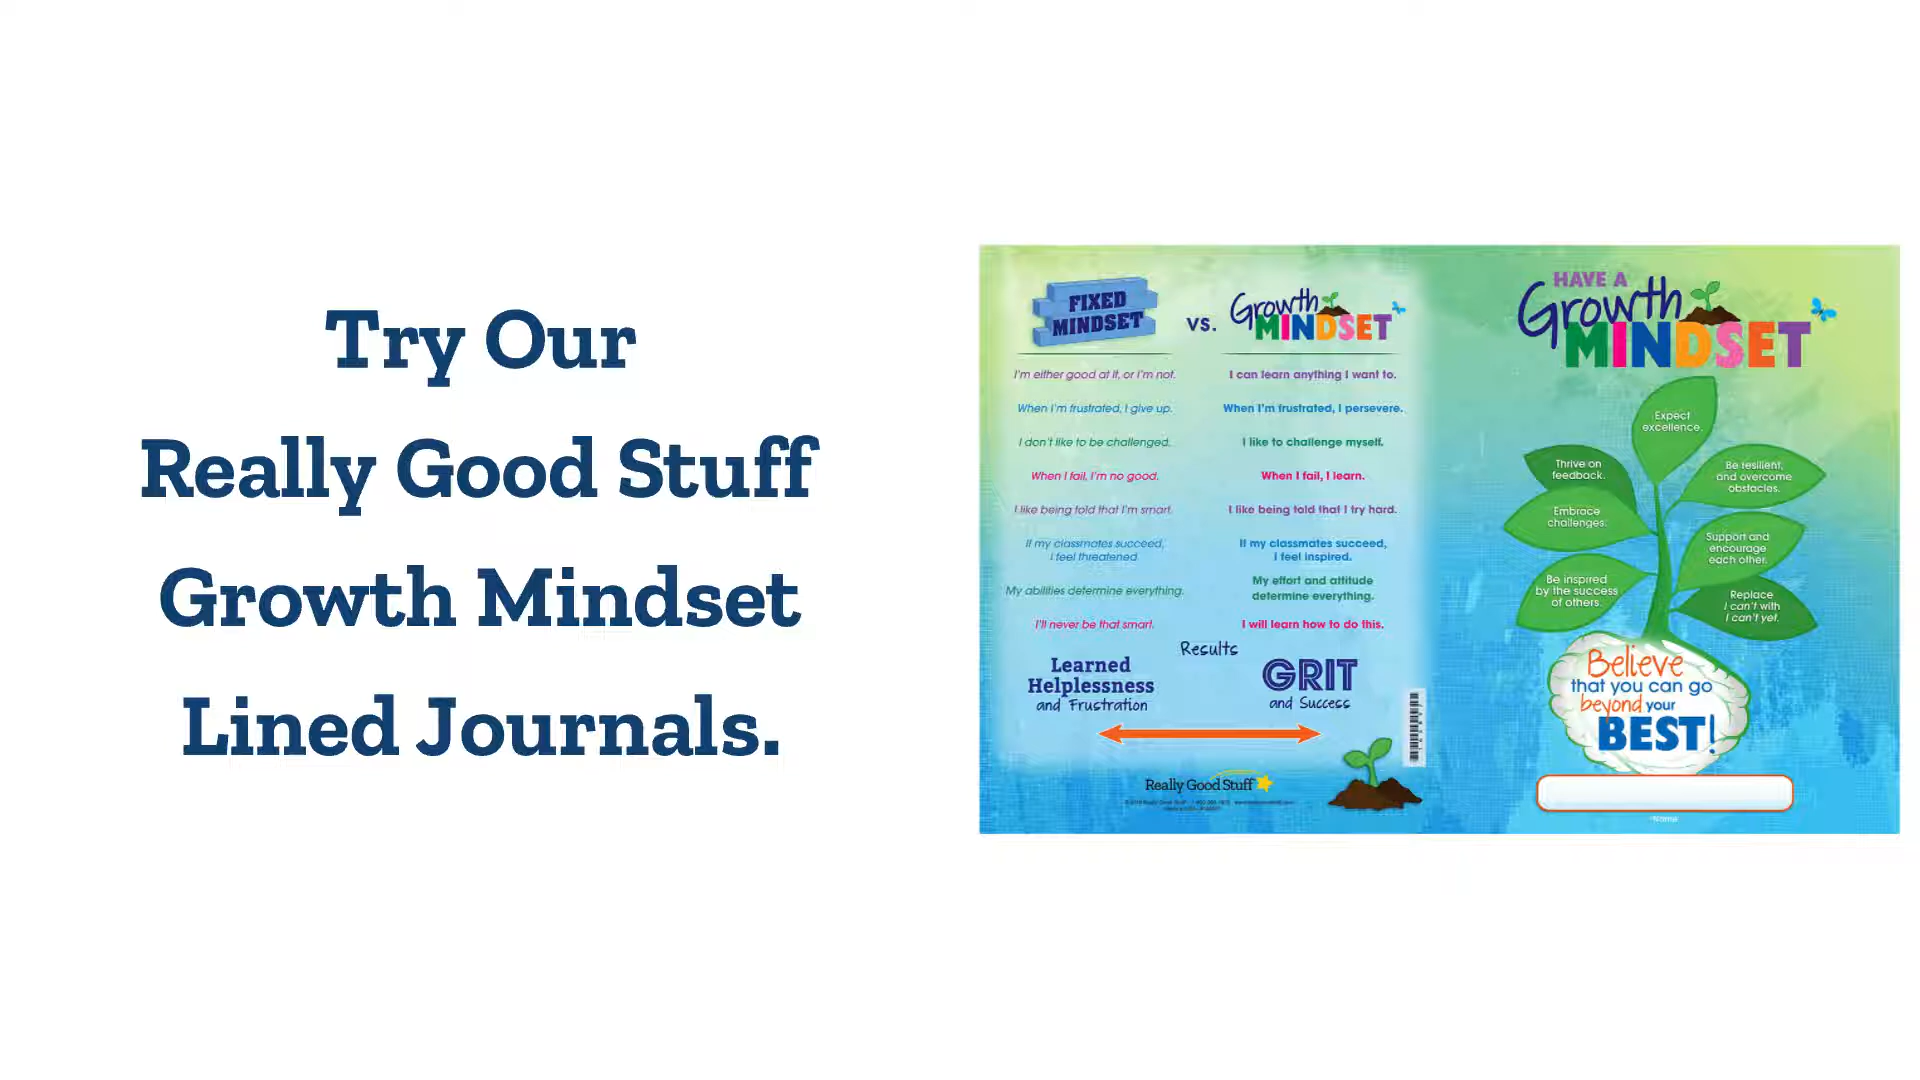 Try Our
Really Good Stuff
Growth Mindset
Lined Journals.
FIXED
MINDSET
vs.
Growth
MINDSET
I'm either good at it, or I'm not.
I can learn anything I want to.
When I'm frustrated, I give up.
When I'm frustrated, I persevere.
I don't like to be challenged.
I like to challenge myself.
When I fail, I'm no good.
When I fail, I learn.
I like being told that I'm smart.
I like being told that I try hard.
If my classmates succeed,
I feel threatened
If my classmates succeed,
I feel inspired.
My abilities determine everything.
My effort and attitude
determine everything.
I'll never be that smart.
I will learn how to do this.
Results
Learned
Helplessness
and Frustration
GRIT
and Success
Really Good Stuff
HAVE A
Growth
MINDSET
Expect
excellence.
Thrive on
feedback.
Be resilient,
and overcome
obstacles.
Embrace
challenges.
Support and
encourage
each other.
Be inspired
by the success
of others.
Replace
I can't with
I can't yet.
Believe
that you can go
beyond your
BEST!
Name